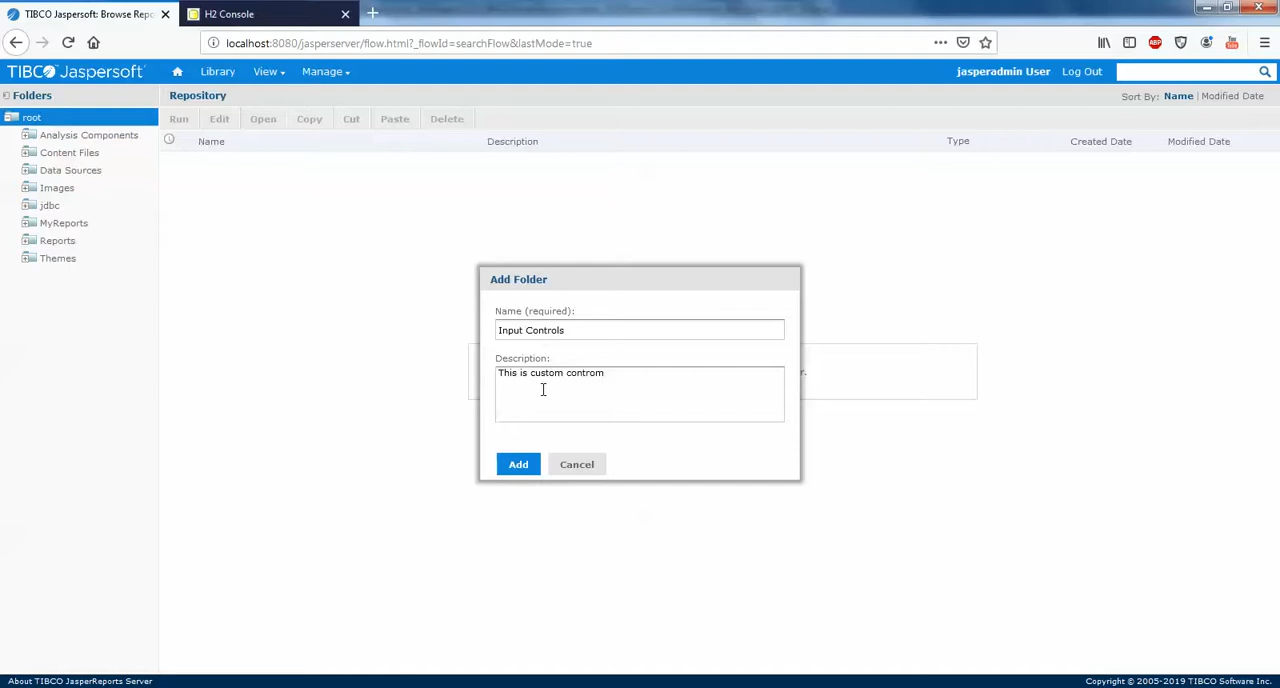 TIBCO Jaspersoft: Browse Repo
H2 Console
localhost:8080/jasperserver/flow.html?_flowId=searchFlow&lastMode=true
ABP
TIBCO Jaspersoft
Library
View
Manage
jasperadmin User
Log Out
Folders
Repository
Sort By: Name | Modified Date
root
Run
Edit
Open
Copy
Cut
Paste
Delete
Name
Description
Type
Created Date
Modified Date
Analysis Components
Content Files
Data Sources
Images
jdbc
MyReports
Reports
Themes
Add Folder
Name (required):
Input Controls
Description:
This is custom controm
r.
Add
Cancel
About TIBCO JasperReports Server
Copyright © 2005-2019 TIBCO Software Inc.